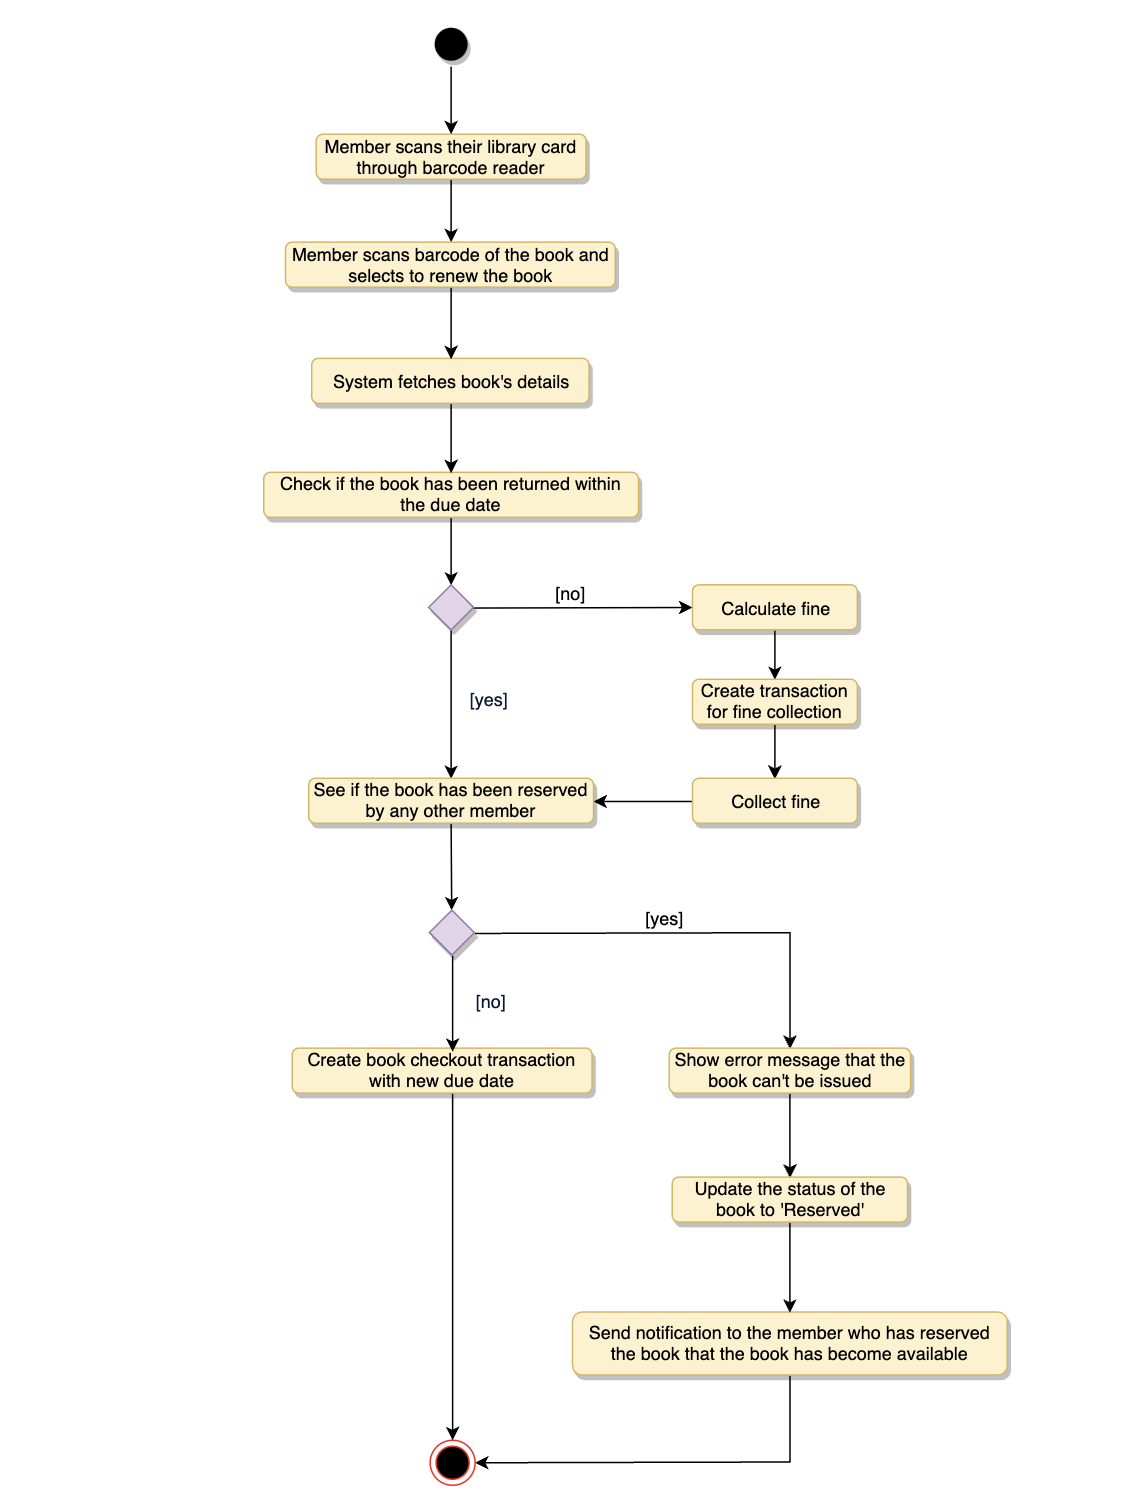 Member scans their library card
through barcode reader
Member scans barcode of the book and
selects to renew the book
System fetches book's details
Check if the book has been returned within
the due date
[no]
Calculate fine
[yes]
Create transaction
for fine collection
See if the book has been reserved
by any other member
Collect fine
[yes]
[no]
Create book checkout transaction
with new due date
Show error message that the
book can't be issued
Update the status of the
book to 'Reserved'
Send notification to the member who has reserved
the book that the book has become available